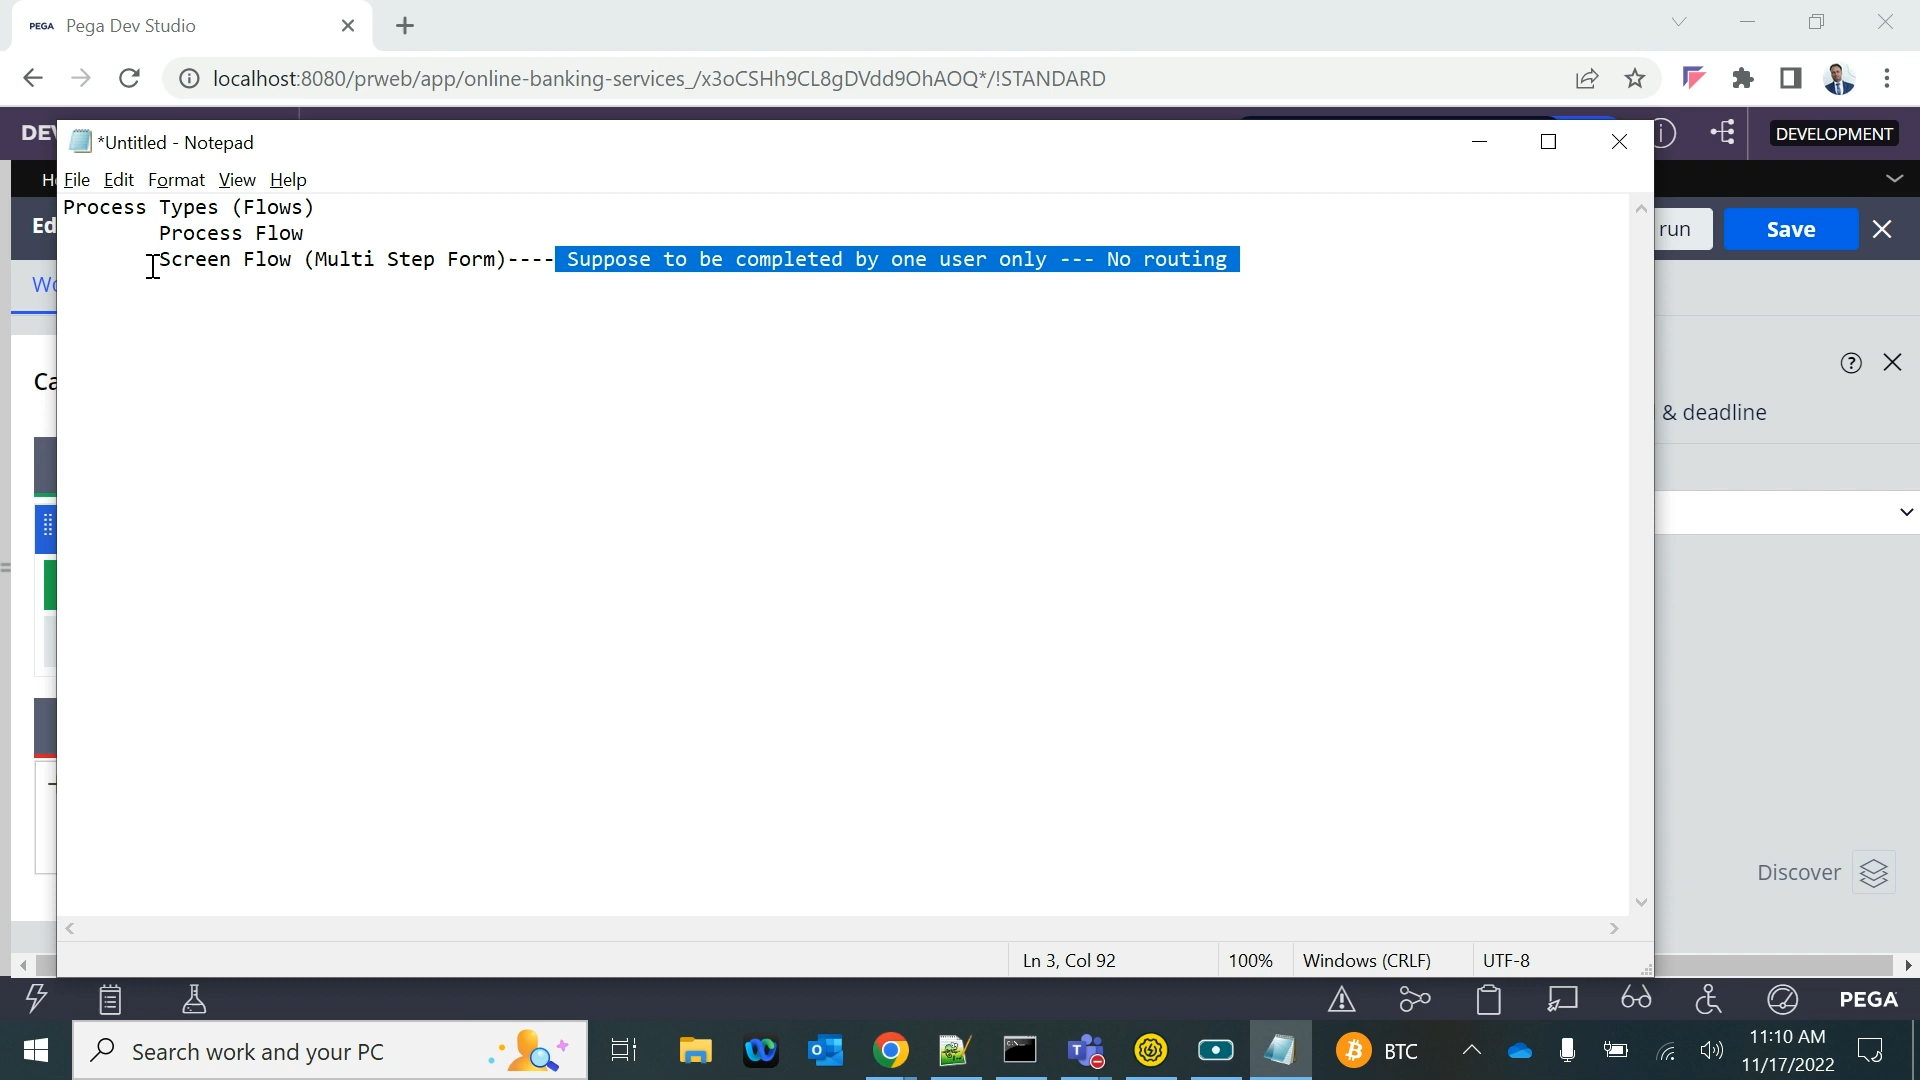 PEGA Pega Dev Studio
localhost:8080/prweb/app/online-banking-services_/x3oCSHh9CL8gDVdd9OhAOQ*/!STANDARD
DEV
DEVELOPMENT
*Untitled - Notepad
File Edit Format View Help
Process Types (Flows)
Process Flow
Screen Flow (Multi Step Form)---- Suppose to be completed by one user only --- No routing
Ed
run
Save
& deadline
Discover
Ln 3, Col 92
100%
Windows (CRLF)
UTF-8
PEGA
Search work and your PC
BTC
11:10 AM
11/17/2022